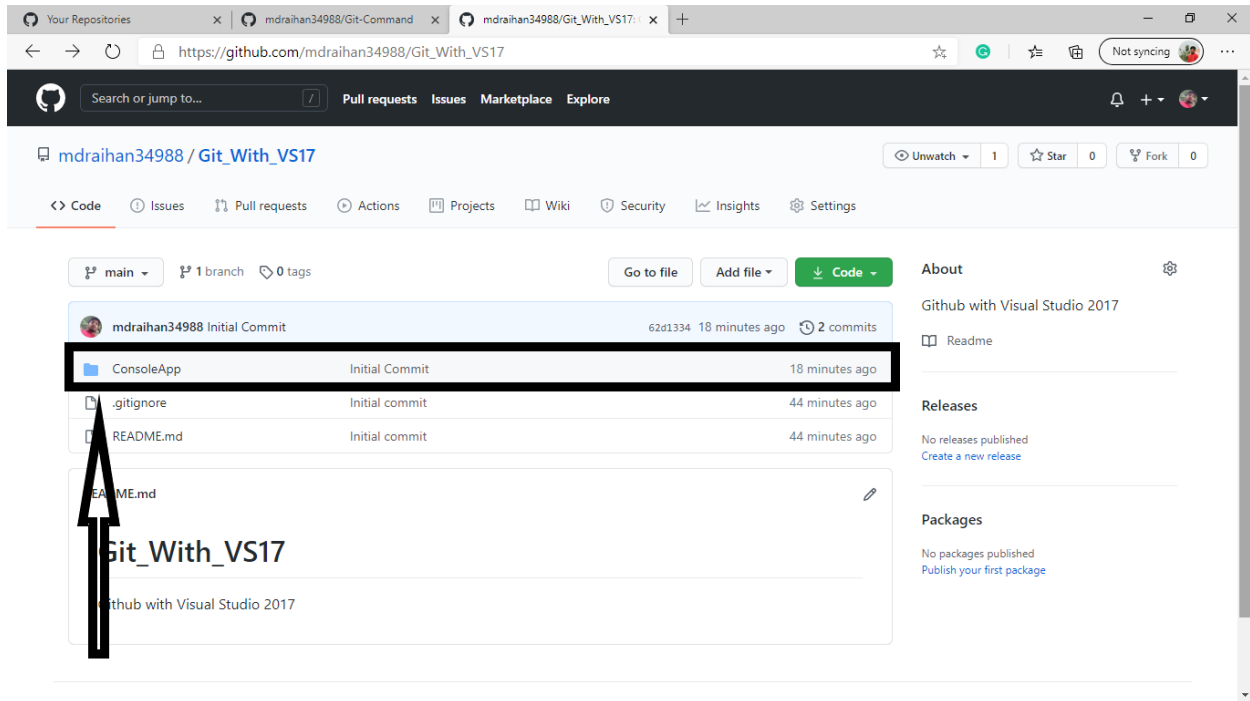 Your Repositories
mdraihan34988/Git-Command
mdraihan34988/Git_With_VS17:
https://github.com/mdraihan34988/Git_With_VS17
Not syncing
Search or jump to...
/
Pull requests Issues Marketplace Explore
mdraihan34988 / Git_With_VS17
Unwatch 1 Star 0 Fork 0
<> Code Issues Pull requests Actions Projects Wiki Security Insights Settings
main 1 branch 0 tags
Go to file Add file Code
mdraihan34988 Initial Commit 62d1334 18 minutes ago 2 commits
ConsoleApp Initial Commit 18 minutes ago
.gitignore Initial commit 44 minutes ago
README.md Initial commit 44 minutes ago
README.md
Git_With_VS17
Github with Visual Studio 2017
About
Github with Visual Studio 2017
Readme
Releases
No releases published
Create a new release
Packages
No packages published
Publish your first package